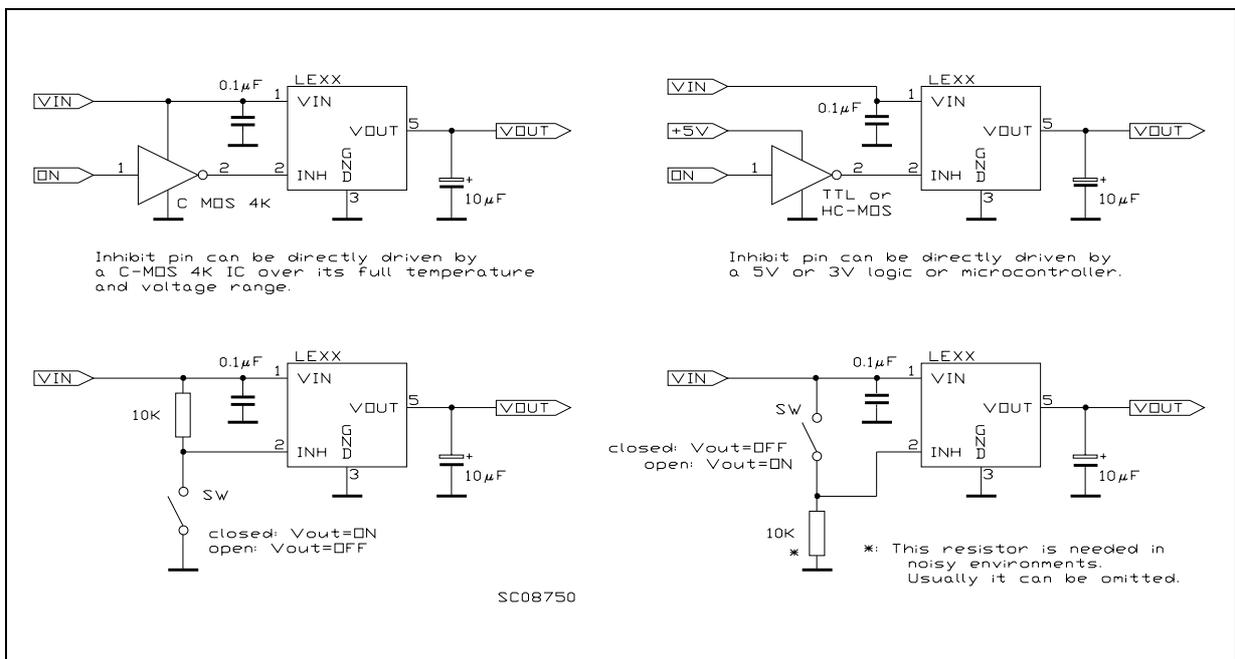 LEXX
0.1µF
VIN
1
VIN
VOUT
5
VOUT
GND
ON
1
2
2
INH
3
+
10µF
C MOS 4K
Inhibit pin can be directly driven by
a C-MOS 4K IC over its full temperature
and voltage range.
LEXX
VIN
1
VIN
0.1µF
+5V
VOUT
5
VOUT
GND
ON
1
2
2
INH
3
+
10µF
TTL or
HC-MOS
Inhibit pin can be directly driven by
a 5V or 3V logic or microcontroller.
LEXX
0.1µF
VIN
1
VIN
10K
VOUT
5
VOUT
GND
2
INH
3
+
10µF
SW
closed: Vout=ON
open: Vout=OFF
LEXX
0.1µF
VIN
1
VIN
SW
VOUT
5
VOUT
GND
closed: Vout=OFF
open: Vout=ON
2
INH
3
+
10µF
10K
*
*: This resistor is needed in
noisy environments.
Usually it can be omitted.
SC08750